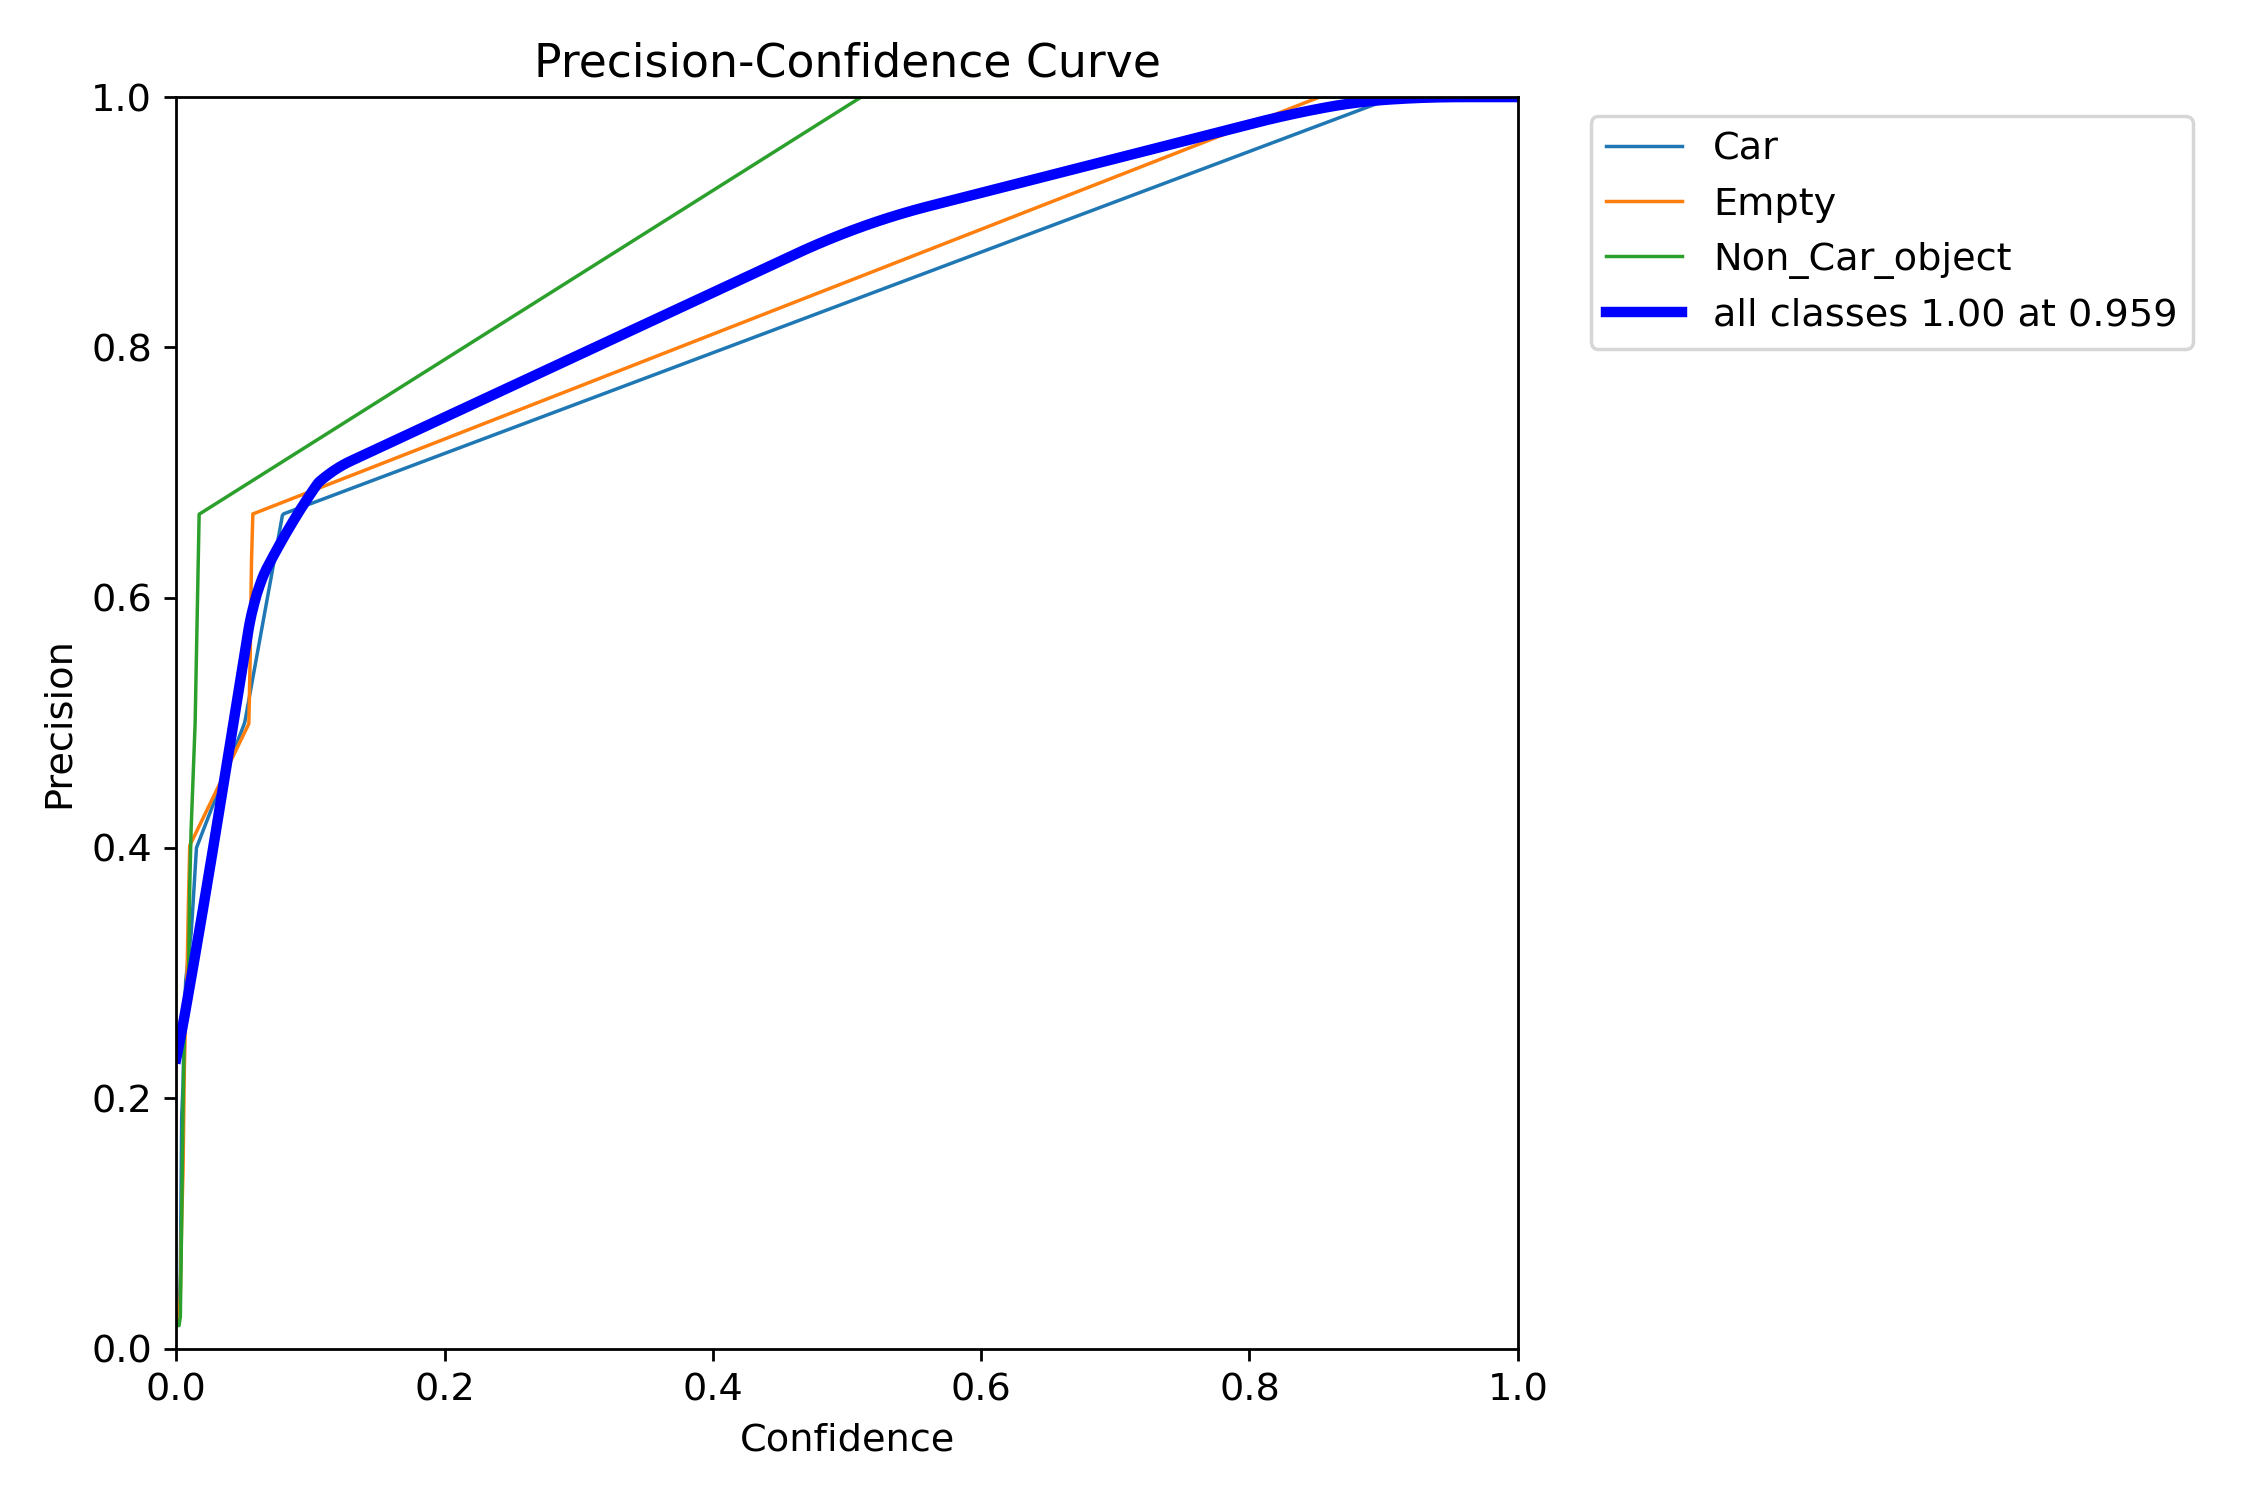 Precision-Confidence Curve
1.0
0.8
0.6
0.4
0.2
0.0
Precision
0.0 0.2 0.4 0.6 0.8 1.0
Confidence
Car
Empty
Non_Car_object
all classes 1.00 at 0.959